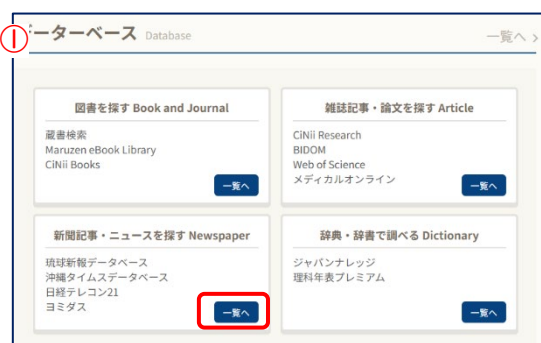 ①
データーベース Database
一覧へ >
図書を探す Book and Journal
蔵書検索
Maruzen eBook Library
CiNii Books
一覧へ
雑誌記事・論文を探す Article
CiNii Research
BIDOM
Web of Science
メディカルオンライン
一覧へ
新聞記事・ニュースを探す Newspaper
琉球新報データベース
沖縄タイムスデータベース
日経テレコン21
ヨミダス
一覧へ
辞典・辞書で調べる Dictionary
ジャパンナレッジ
理科年表プレミアム
一覧へ